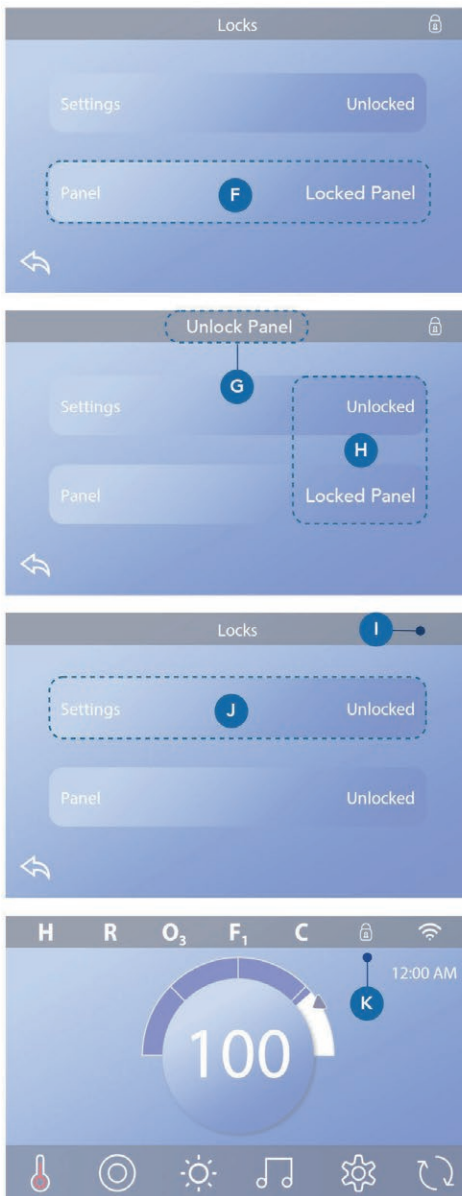 Locks
Settings Unlocked
Panel F Locked Panel
Unlock Panel
G
Settings Unlocked
H
Panel Locked Panel
Locks I
Settings J Unlocked
Panel Unlocked
H R O₃ F₁ C
12:00 AM
K
100